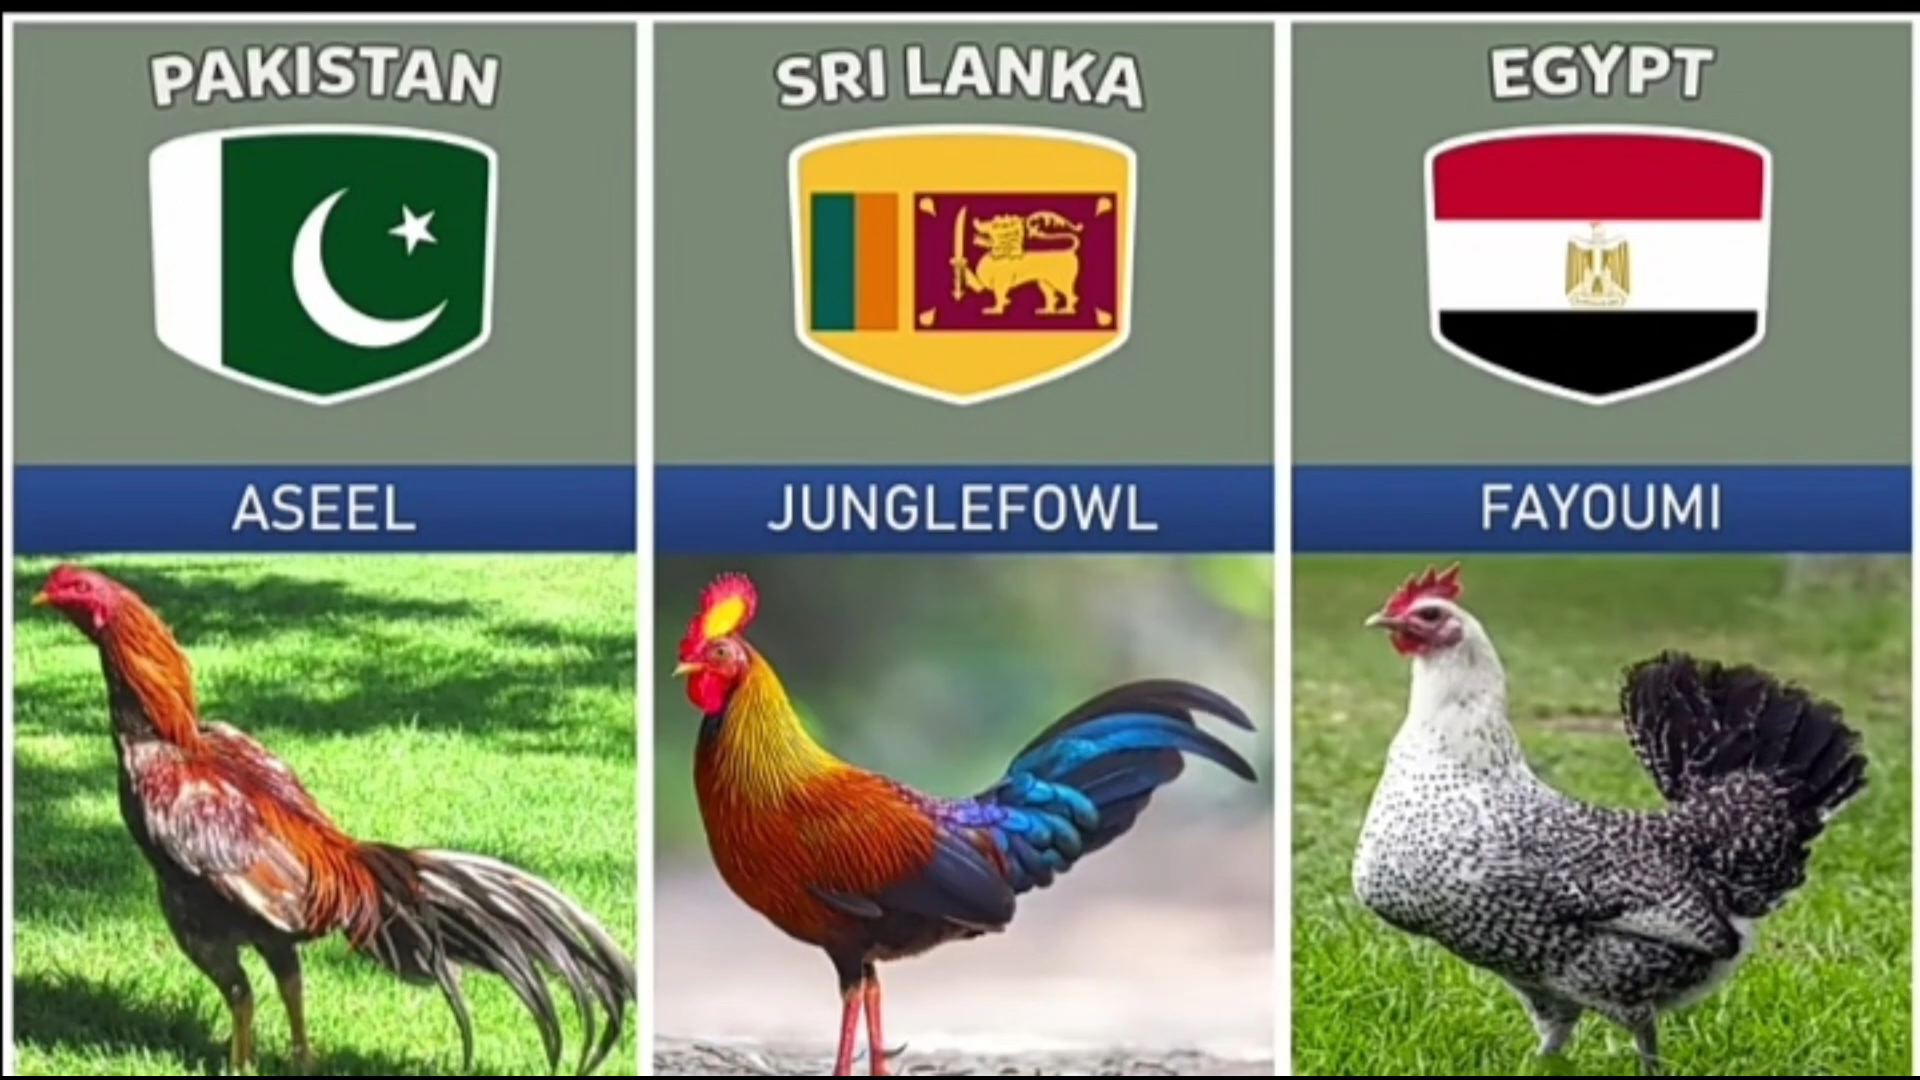 PAKISTAN
SRI LANKA
EGYPT
ASEEL
JUNGLEFOWL
FAYOUMI